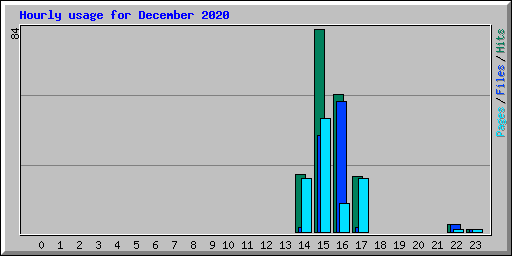 Hourly usage for December 2020
84
Pages/Files/Hits
0 1 2 3 4 5 6 7 8 9 10 11 12 13 14 15 16 17 18 19 20 21 22 23